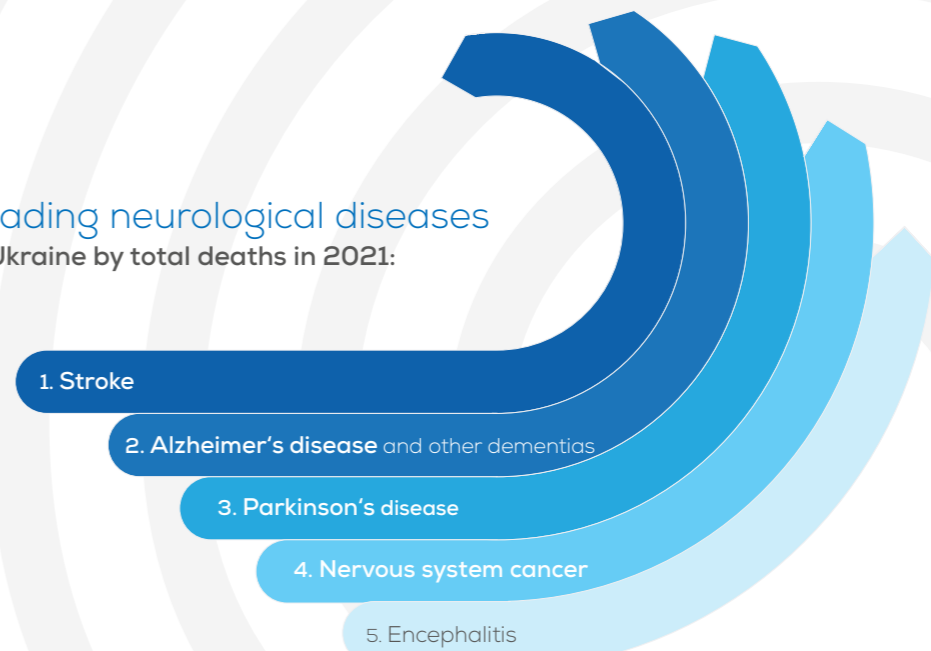 ading neurological diseases
Ukraine by total deaths in 2021:
1. Stroke
2. Alzheimer's disease and other dementias
3. Parkinson's disease
4. Nervous system cancer
5. Encephalitis